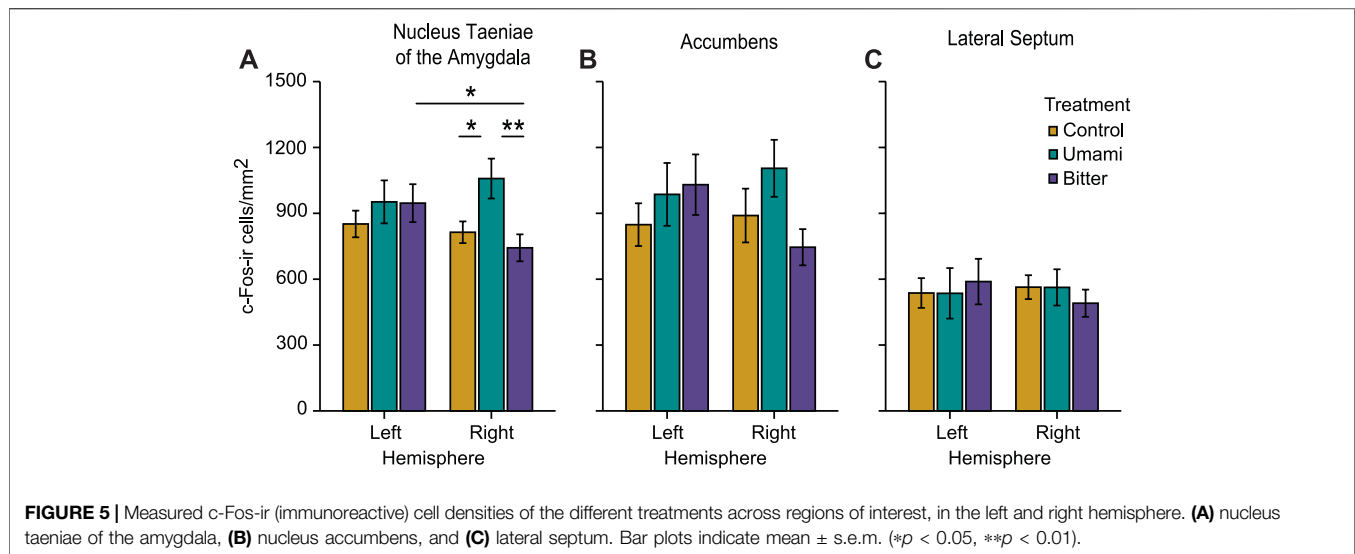 Nucleus Taeniae
of the Amygdala
Accumbens
Lateral Septum
A
B
C
1500
1200
900
600
300
0
c-Fos-ir cells/mm²
*
*
**
Treatment
Control
Umami
Bitter
Left
Right
Hemisphere
Left
Right
Hemisphere
Left
Right
Hemisphere
FIGURE 5 | Measured c-Fos-ir (immunoreactive) cell densities of the different treatments across regions of interest, in the left and right hemisphere. (A) nucleus
taeniae of the amygdala, (B) nucleus accumbens, and (C) lateral septum. Bar plots indicate mean ± s.e.m. (*p < 0.05, **p < 0.01).